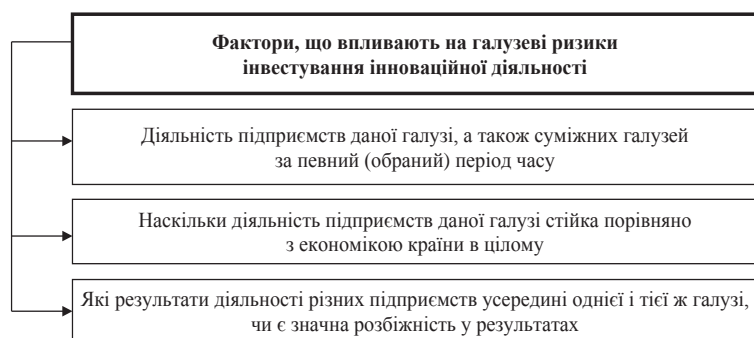 Фактори, що впливають на галузеві ризики
інвестування інноваційної діяльності
Діяльність підприємств даної галузі, а також суміжних галузей
за певний (обраний) період часу
Наскільки діяльність підприємств даної галузі стійка порівняно
з економікою країни в цілому
Які результати діяльності різних підприємств усередині однієї і тієї ж галузі,
чи є значна розбіжність у результатах